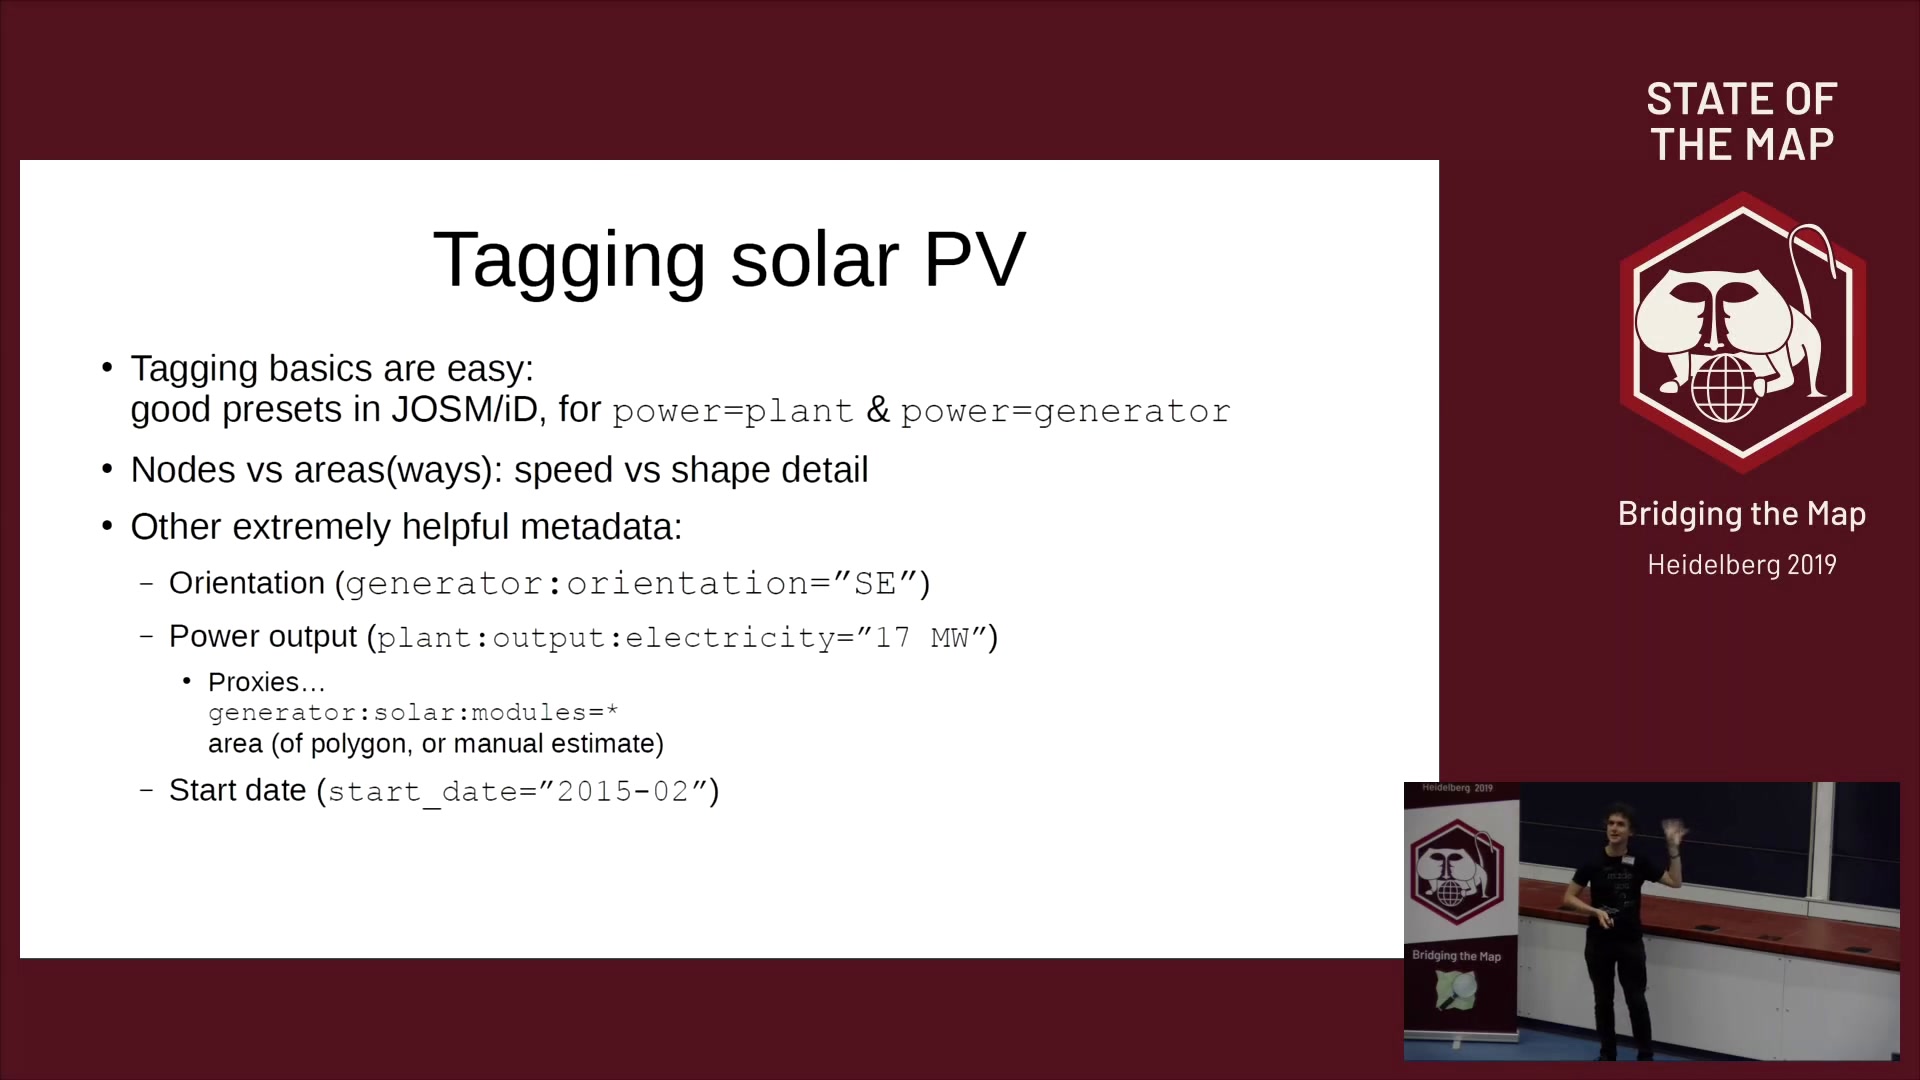 STATE OF
THE MAP
Tagging solar PV
• Tagging basics are easy:
good presets in JOSM/iD, for power=plant & power=generator
• Nodes vs areas(ways): speed vs shape detail
• Other extremely helpful metadata:
– Orientation (generator:orientation=”SE”)
– Power output (plant:output:electricity=”17 MW”)
• Proxies…
generator:solar:modules=*
area (of polygon, or manual estimate)
– Start date (start_date=”2015-02”)
Bridging the Map
Heidelberg 2019
Heidelberg 2019
Bridging the Map